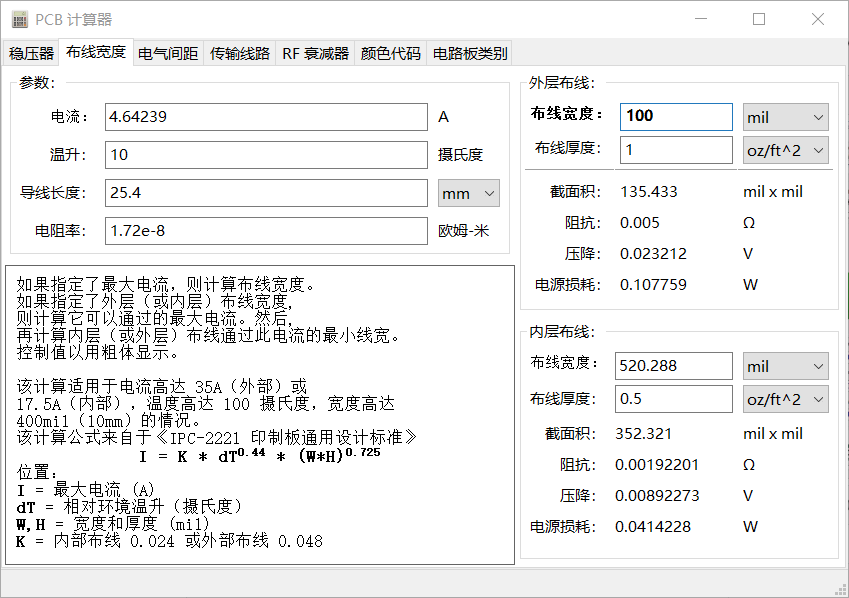 PCB 计算器
稳压器 布线宽度 电气间距 传输线路 RF 衰减器 颜色代码 电路板类别
参数:
电流: 4.64239 A
温升: 10 摄氏度
导线长度: 25.4 mm
电阻率: 1.72e-8 欧姆-米
如果指定了最大电流，则计算布线宽度。
如果指定了外层（或内层）布线宽度,
则计算它可以通过的最大电流。然后,
再计算内层（或外层）布线通过此电流的最小线宽。
控制值以用粗体显示。
该计算适用于电流高达 35A（外部）或
17.5A（内部）, 温度高达 100 摄氏度，宽度高达
400mil（10mm）的情况。
该计算公式来自于《IPC-2221 印制板通用设计标准》
I = K * dT^0.44 * (W*H)^0.725
位置:
I = 最大电流 (A)
dT = 相对环境温升（摄氏度）
W,H = 宽度和厚度 (mil)
K = 内部布线 0.024 或外部布线 0.048
外层布线:
布线宽度: 100 mil
布线厚度: 1 oz/ft^2
截面积: 135.433 mil x mil
阻抗: 0.005 Ω
压降: 0.023212 V
电源损耗: 0.107759 W
内层布线:
布线宽度: 520.288 mil
布线厚度: 0.5 oz/ft^2
截面积: 352.321 mil x mil
阻抗: 0.00192201 Ω
压降: 0.00892273 V
电源损耗: 0.0414228 W